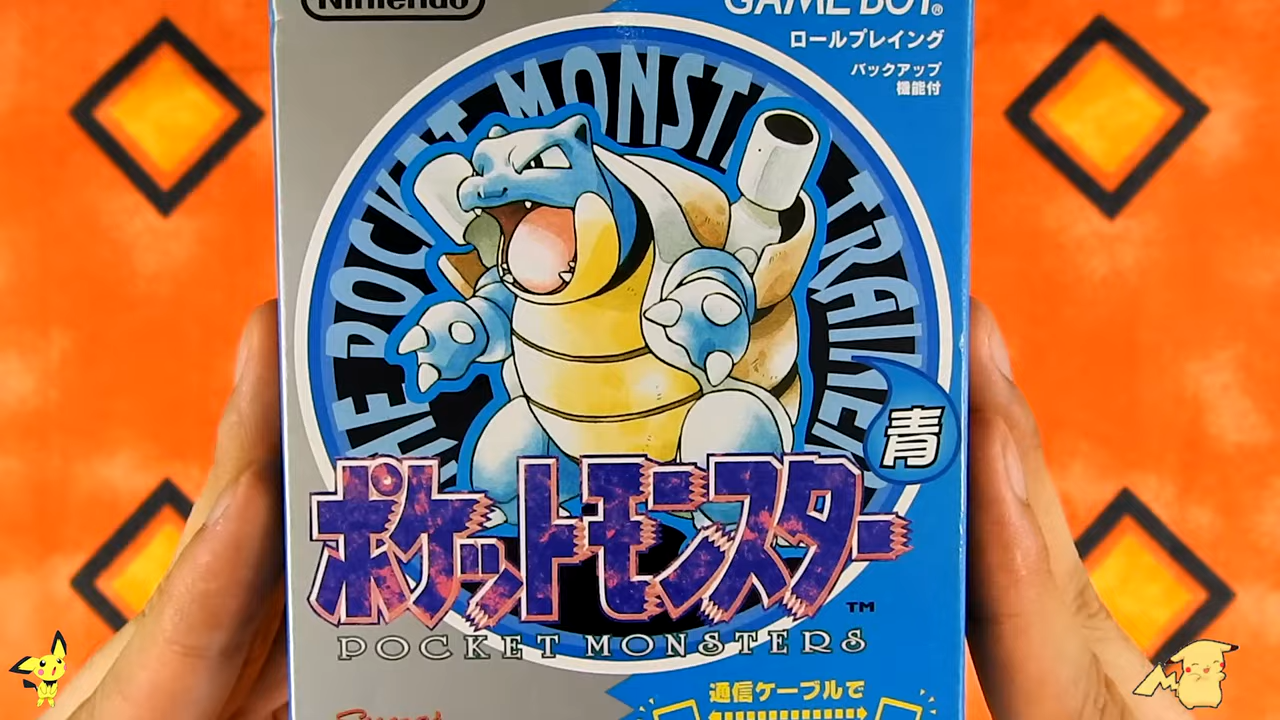 Nintendo
GAME BOY®
ロールプレイング
バックアップ
機能付
THE POCKET MONSTER TRAINER
青
ポケットモンスター
™
POCKET MONSTERS
通信ケーブルで